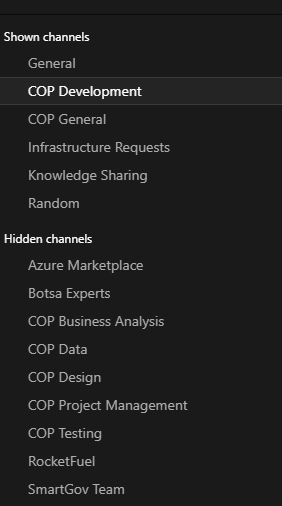 Shown channels
General
COP Development
COP General
Infrastructure Requests
Knowledge Sharing
Random
Hidden channels
Azure Marketplace
Botsa Experts
COP Business Analysis
COP Data
COP Design
COP Project Management
COP Testing
RocketFuel
SmartGov Team